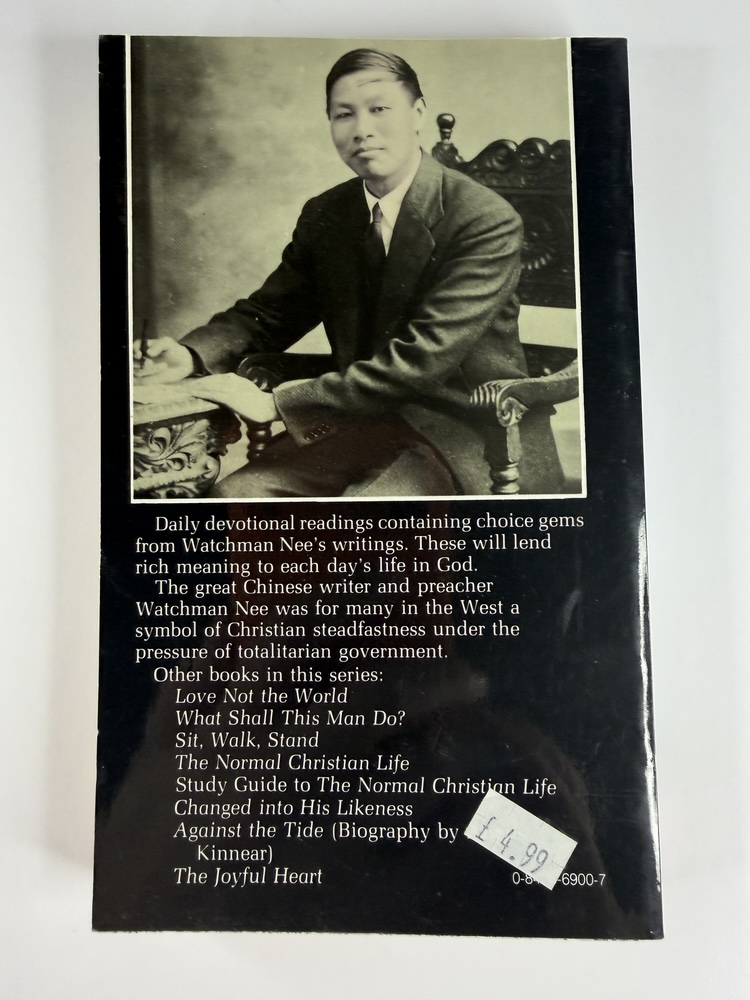 Daily devotional readings containing choice gems
from Watchman Nee's writings. These will lend
rich meaning to each day's life in God.
The great Chinese writer and preacher
Watchman Nee was for many in the West a
symbol of Christian steadfastness under the
pressure of totalitarian government.
Other books in this series:
Love Not the World
What Shall This Man Do?
Sit, Walk, Stand
The Normal Christian Life
Study Guide to The Normal Christian Life
Changed into His Likeness
Against the Tide (Biography by
Kinnear)
£4.99
The Joyful Heart
0-8 -6900-7